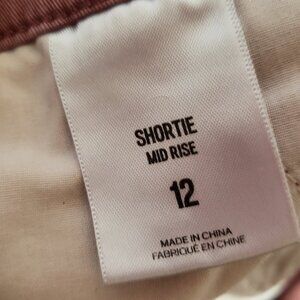 SHORTIE
MID RISE
12
MADE IN CHINA
FABRIQUÉ EN CHINE